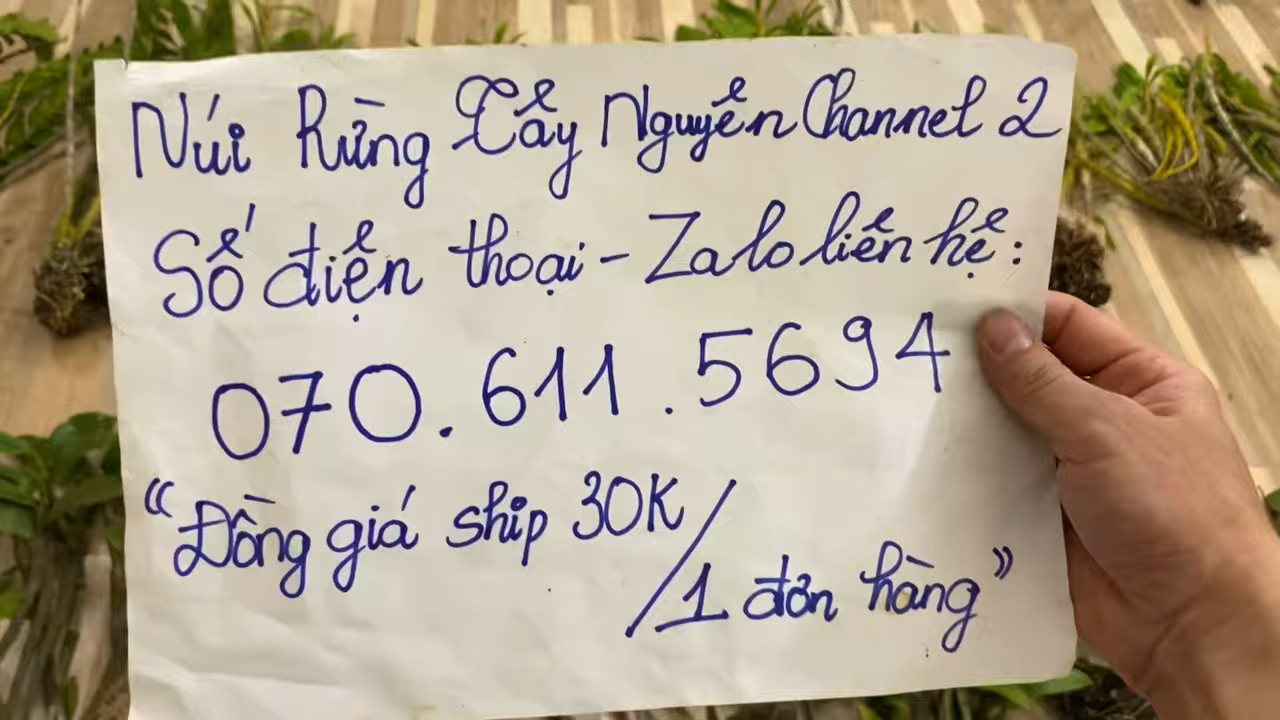 Núi Rừng Tây Nguyên Channel 2
Số điện thoại - Zalo liên hệ:
070.611.5694
“Đồng giá ship 30K/1 đơn hàng”